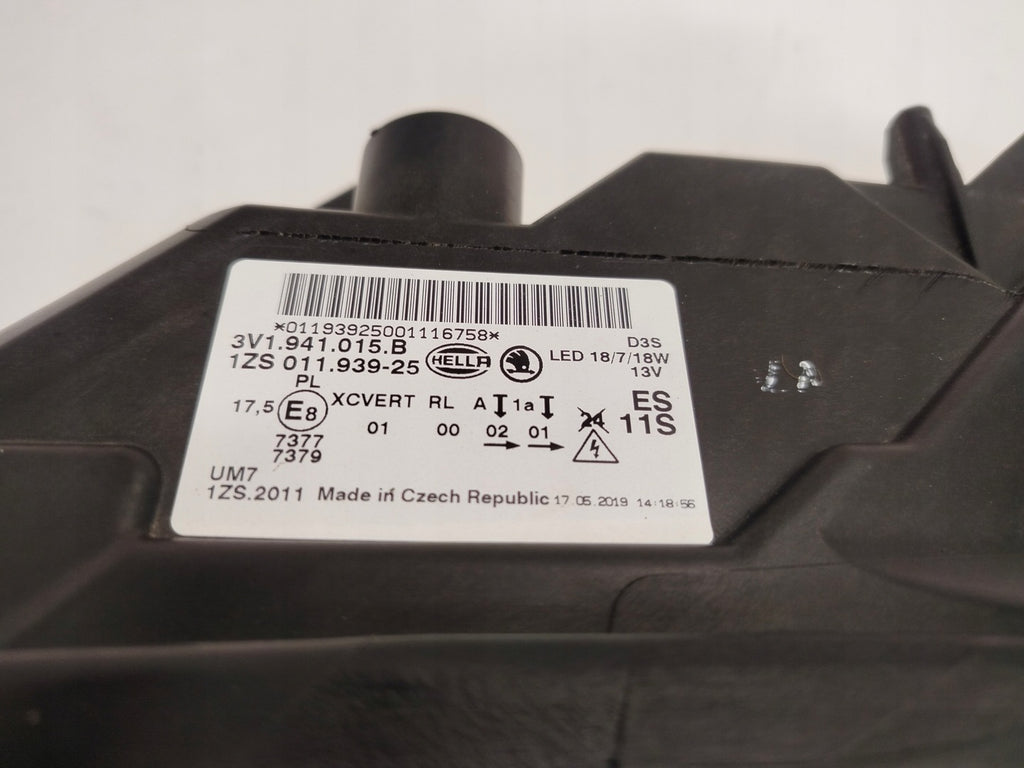 *01193925001116758*
3V1.941.015.B
1ZS 011.939-25
HELLA
D3S
LED 18/7/18W
13V
PL
17,5 E8 XCVERT RL A 1a
01 00 02 01
24
ES
11S
7377
7379
UM7
1ZS.2011 Made in Czech Republic 17.05.2019 14:18:56